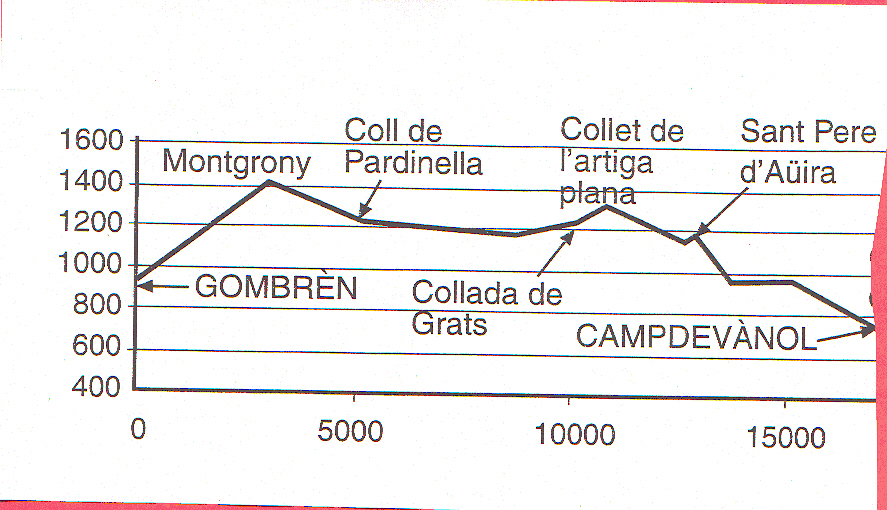 1600
1400
1200
1000
800
600
400
0
5000
10000
15000
Montgrony
Coll de
Pardinella
Collet de
l'artiga
plana
Sant Pere
d'Aüira
GOMBRÈN
Collada de
Grats
CAMPDEVÀNOL